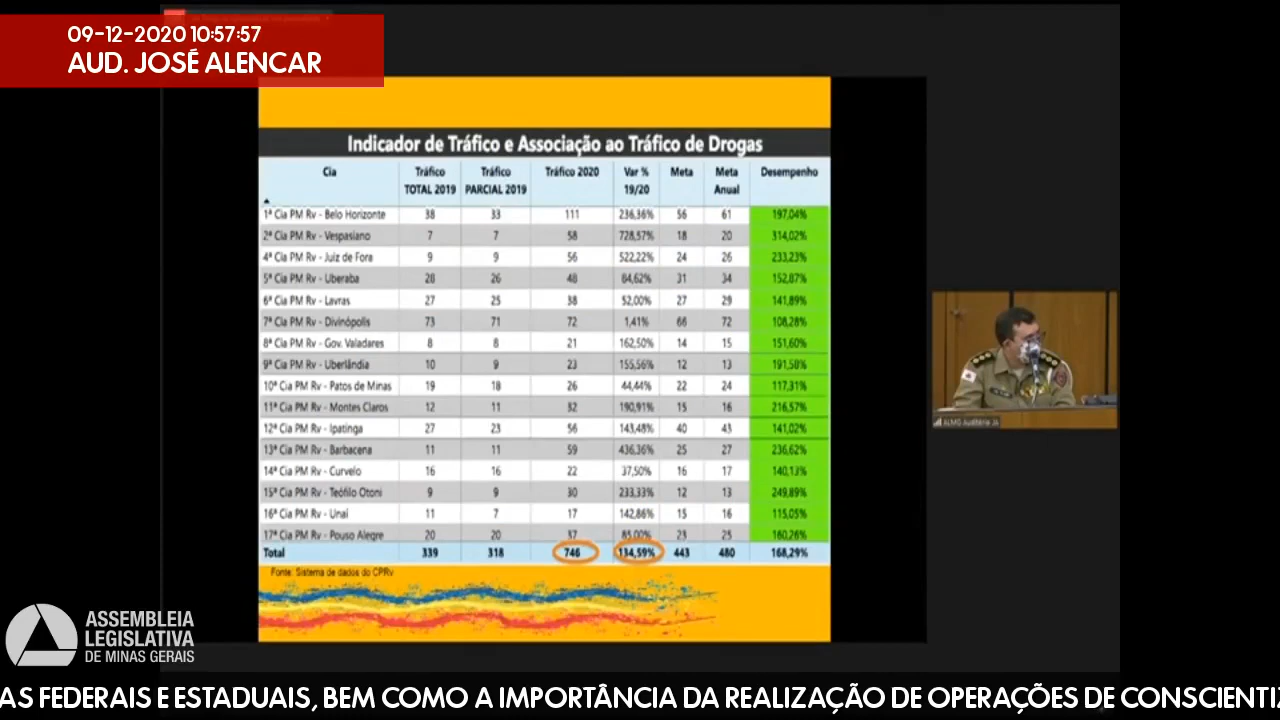 09-12-2020 10:57:57
AUD. JOSÉ ALENCAR
Indicador de Tráfico e Associação ao Tráfico de Drogas
Cia Tráfico TOTAL 2019 Tráfico PARCIAL 2019 Tráfico 2020 Var % 19/20 Meta Meta Anual Desempenho
1ª Cia PM Rv - Belo Horizonte 38 33 111 236,36% 56 61 197,04%
2ª Cia PM Rv - Vespasiano 7 7 58 728,57% 18 20 314,02%
4ª Cia PM Rv - Juiz de Fora 9 9 56 522,22% 24 26 233,23%
5ª Cia PM Rv - Uberaba 28 26 48 84,62% 31 34 152,87%
6ª Cia PM Rv - Lavras 27 25 38 52,00% 27 29 141,89%
7ª Cia PM Rv - Divinópolis 73 71 72 1,41% 66 72 108,28%
8ª Cia PM Rv - Gov. Valadares 8 8 21 162,50% 14 15 151,60%
9ª Cia PM Rv - Uberlândia 10 9 23 155,56% 12 13 191,58%
10ª Cia PM Rv - Patos de Minas 19 18 26 44,44% 22 24 117,31%
11ª Cia PM Rv - Montes Claros 12 11 32 190,91% 15 16 216,57%
12ª Cia PM Rv - Ipatinga 27 23 56 143,48% 40 43 141,02%
13ª Cia PM Rv - Barbacena 11 11 59 436,36% 25 27 236,62%
14ª Cia PM Rv - Curvelo 16 16 22 37,50% 16 17 140,13%
15ª Cia PM Rv - Teófilo Otoni 9 9 30 233,33% 12 13 249,89%
16ª Cia PM Rv - Unaí 11 7 17 142,86% 15 16 115,05%
17ª Cia PM Rv - Pouso Alegre 20 20 37 85,00% 23 25 160,26%
Total 339 318 746 134,59% 443 480 168,29%
Fonte: Sistema de dados do CPRv
ALMG Auditório JA
ASSEMBLEIA
LEGISLATIVA
DE MINAS GERAIS
AS FEDERAIS E ESTADUAIS, BEM COMO A IMPORTÂNCIA DA REALIZAÇÃO DE OPERAÇÕES DE CONSCIENTIZ